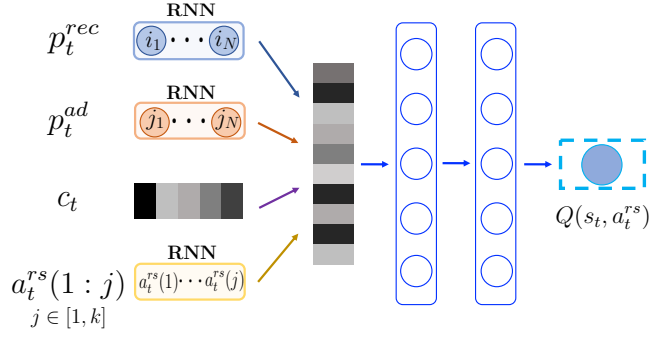 RNN
$p_t^{rec}$ $i_1$ ··· $i_N$
RNN
$p_t^{ad}$ $j_1$ ··· $j_N$
$c_t$
RNN
$a_t^{rs}(1:j)$ $a_t^{rs}(1)$···$a_t^{rs}(j)$
$j \in [1, k]$
$Q(s_t, a_t^{rs})$